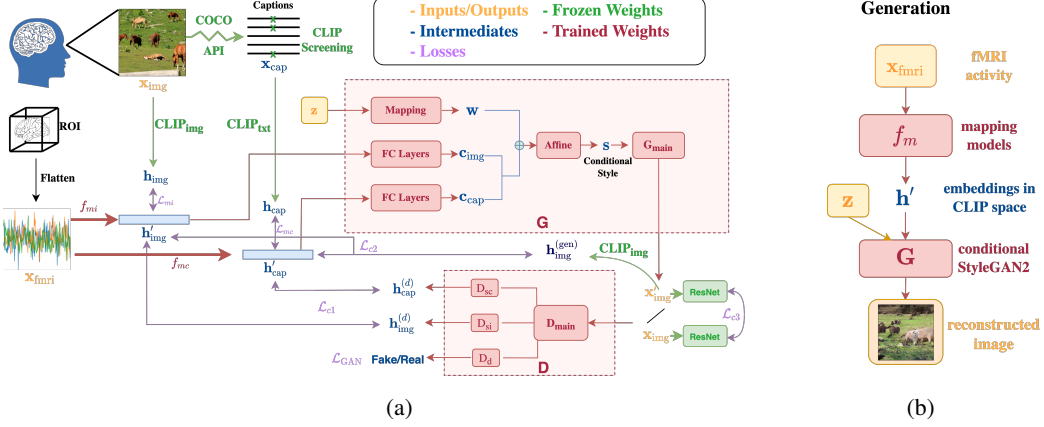 Captions
COCO
API
CLIP
Screening
x_img
x_cap
- Inputs/Outputs
- Frozen Weights
- Intermediates
- Trained Weights
- Losses
ROI
Flatten
CLIP_img
CLIP_txt
z
Mapping
w
FC Layers
c_img
FC Layers
c_cap
Affine
s
Conditional
Style
G_main
G
h_img
L_mi
h'_img
f_mi
x_fmri
f_mc
h_cap
L_mc
h'_cap
L_c2
h_img^(gen)
CLIP_img
L_c1
h_cap^(d)
D_sc
h_img^(d)
D_si
D_main
L_GAN
Fake/Real
D_d
D
x'_img
ResNet
x_img
ResNet
L_c3
(a)
Generation
x_fmri
fMRI
activity
f_m
mapping
models
h'
embeddings in
CLIP space
z
G
conditional
StyleGAN2
reconstructed
image
(b)